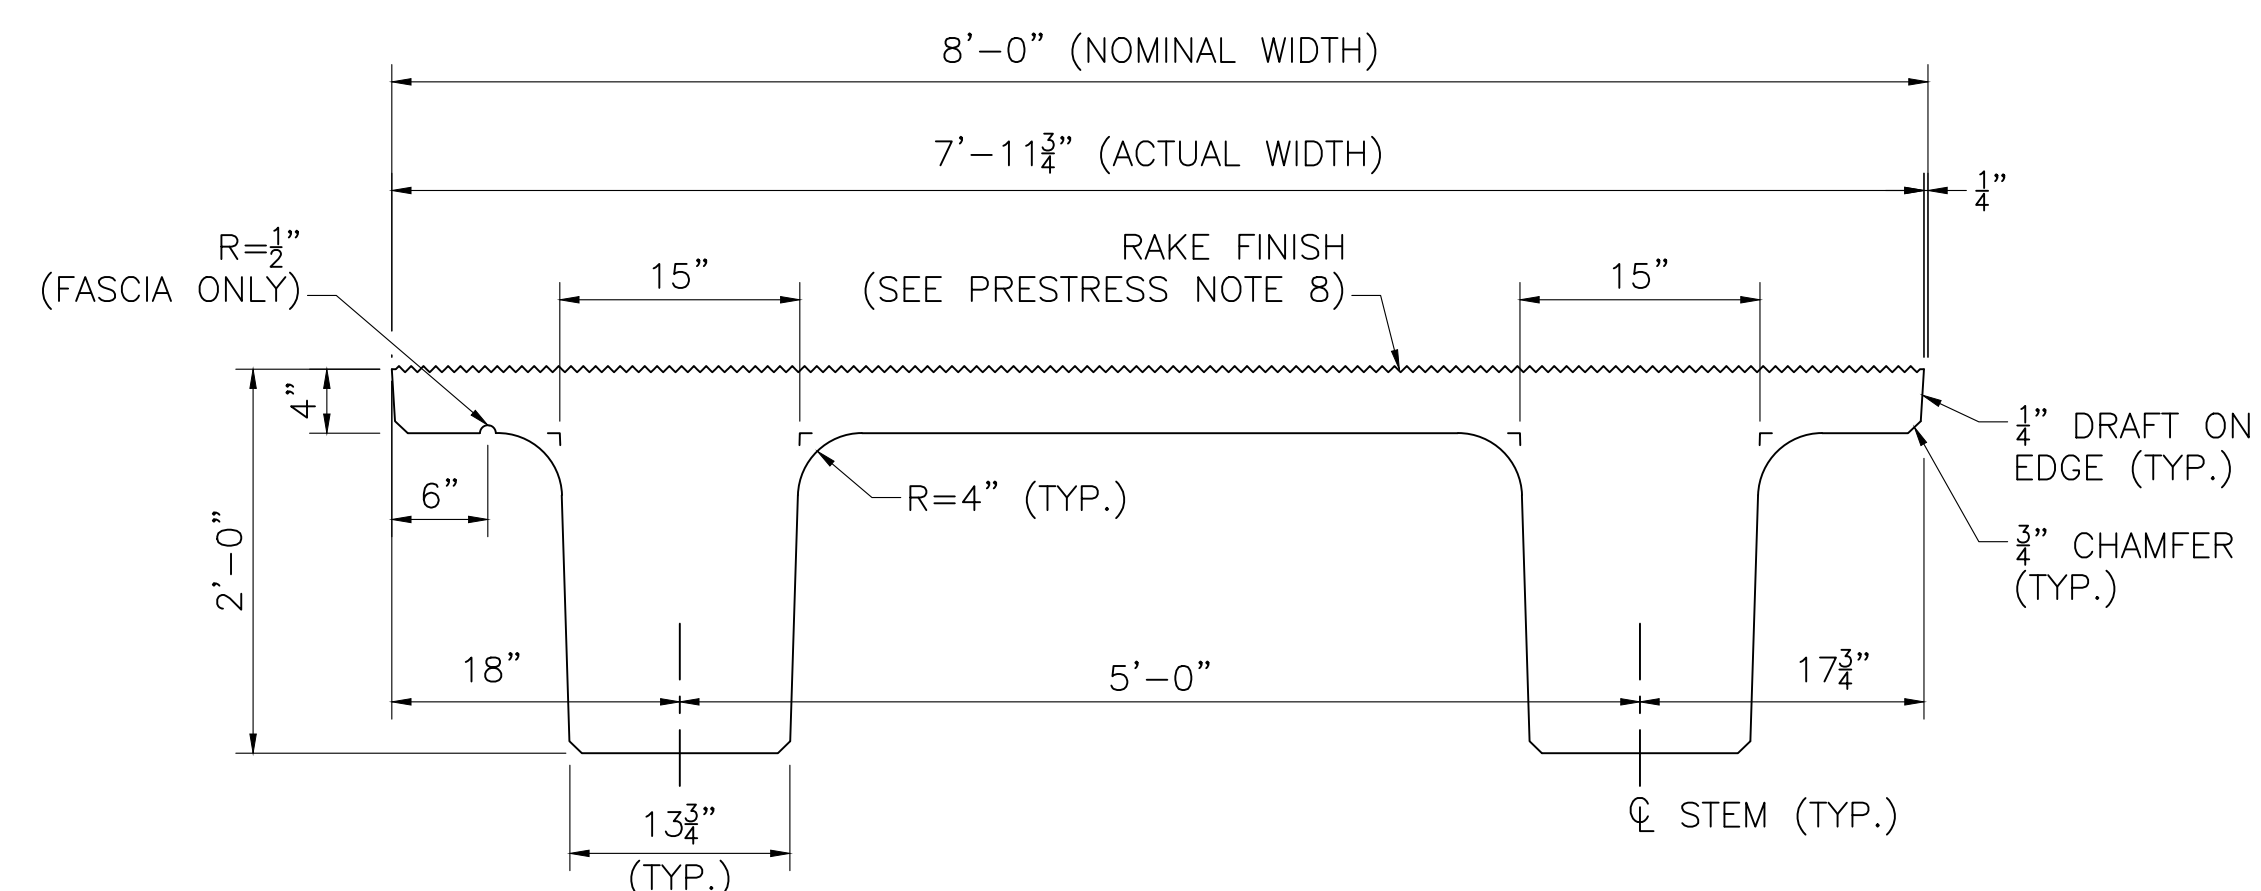 8'-0" (NOMINAL WIDTH)
7'-11¾" (ACTUAL WIDTH)
¼"
R=½"
(FASCIA ONLY)
15"
RAKE FINISH
(SEE PRESTRESS NOTE 8)
15"
4"
¼" DRAFT ON
EDGE (TYP.)
6"
R=4" (TYP.)
2'-0"
¾" CHAMFER
(TYP.)
18"
5'-0"
17¾"
13¾"
(TYP.)
℄ STEM (TYP.)